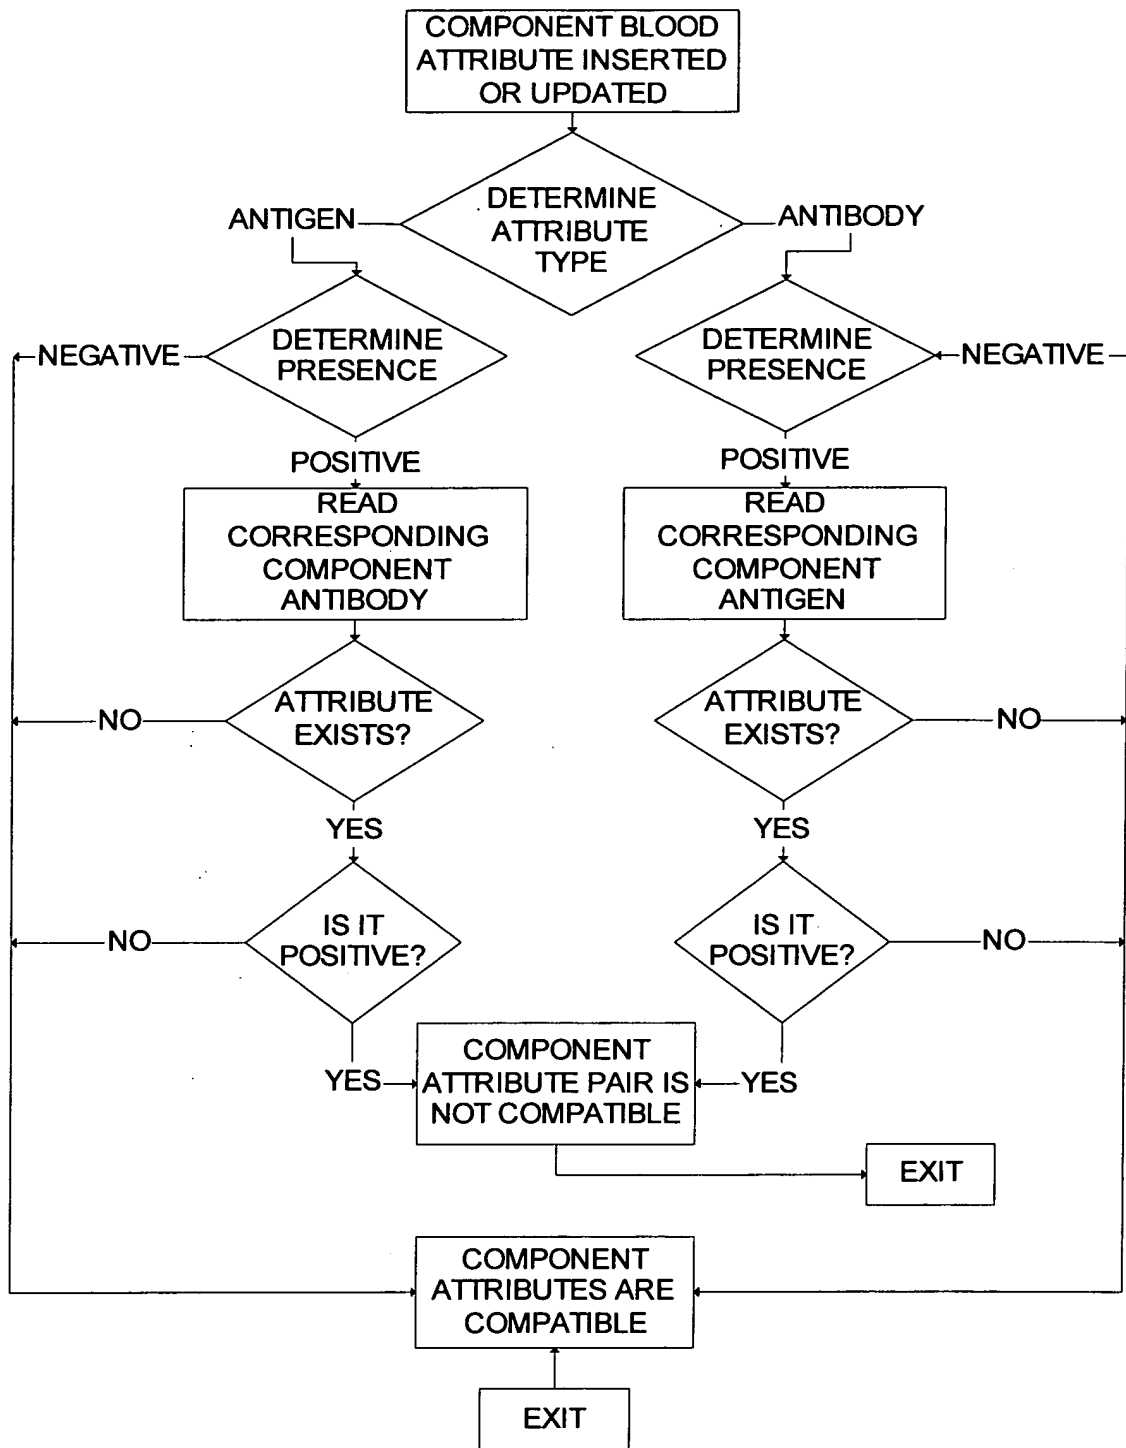 COMPONENT BLOOD
ATTRIBUTE INSERTED
OR UPDATED
DETERMINE
ATTRIBUTE
TYPE
ANTIGEN
ANTIBODY
DETERMINE
PRESENCE
NEGATIVE
DETERMINE
PRESENCE
NEGATIVE
POSITIVE
POSITIVE
READ
CORRESPONDING
COMPONENT
ANTIBODY
READ
CORRESPONDING
COMPONENT
ANTIGEN
ATTRIBUTE
EXISTS?
NO
ATTRIBUTE
EXISTS?
NO
YES
YES
IS IT
POSITIVE?
NO
IS IT
POSITIVE?
NO
YES
COMPONENT
ATTRIBUTE PAIR IS
NOT COMPATIBLE
YES
EXIT
COMPONENT
ATTRIBUTES ARE
COMPATIBLE
EXIT